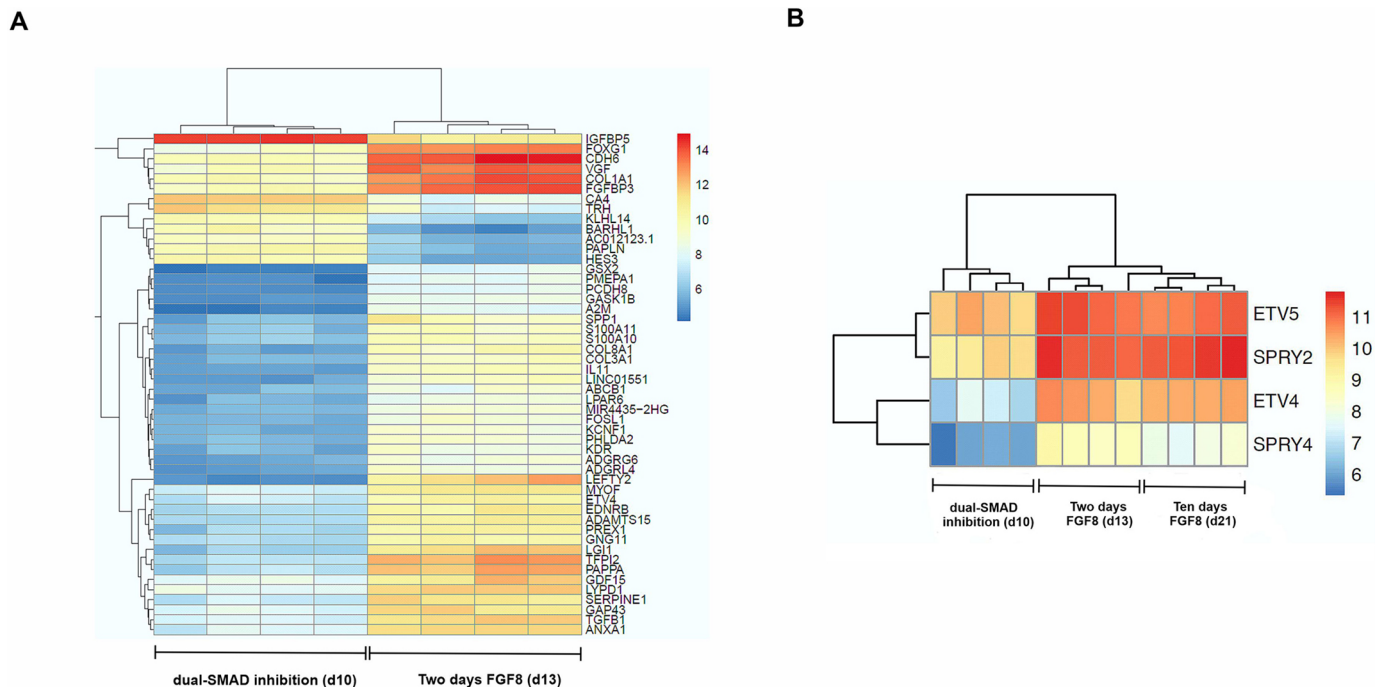 A
IGFBP5
FOXG1
CDH6
VGF
COL1A1
FGFBP3
CA4
TRH
KLHL14
BARHL1
AC012123.1
PAPLN
HES3
GSX2
PMEPA1
PCDH8
GASK1B
A2M
SPP1
S100A11
S100A10
COL8A1
COL3A1
IL11
LINC01551
ABCB1
LPAR6
MIR4435-2HG
FOSL1
KCNF1
PHLDA2
KDR
ADGRG6
ADGRL4
LEFTY2
MYOF
ETV4
EDNRB
ADAMTS15
PREX1
GNG11
LGI1
TFPI2
PAPPA
GDF15
LYPD1
SERPINE1
GAP43
TGFB1
ANXA1
14
12
10
8
6
dual-SMAD inhibition (d10)
Two days FGF8 (d13)
B
ETV5
SPRY2
ETV4
SPRY4
11
10
9
8
7
6
dual-SMAD
inhibition (d10)
Two days
FGF8 (d13)
Ten days
FGF8 (d21)